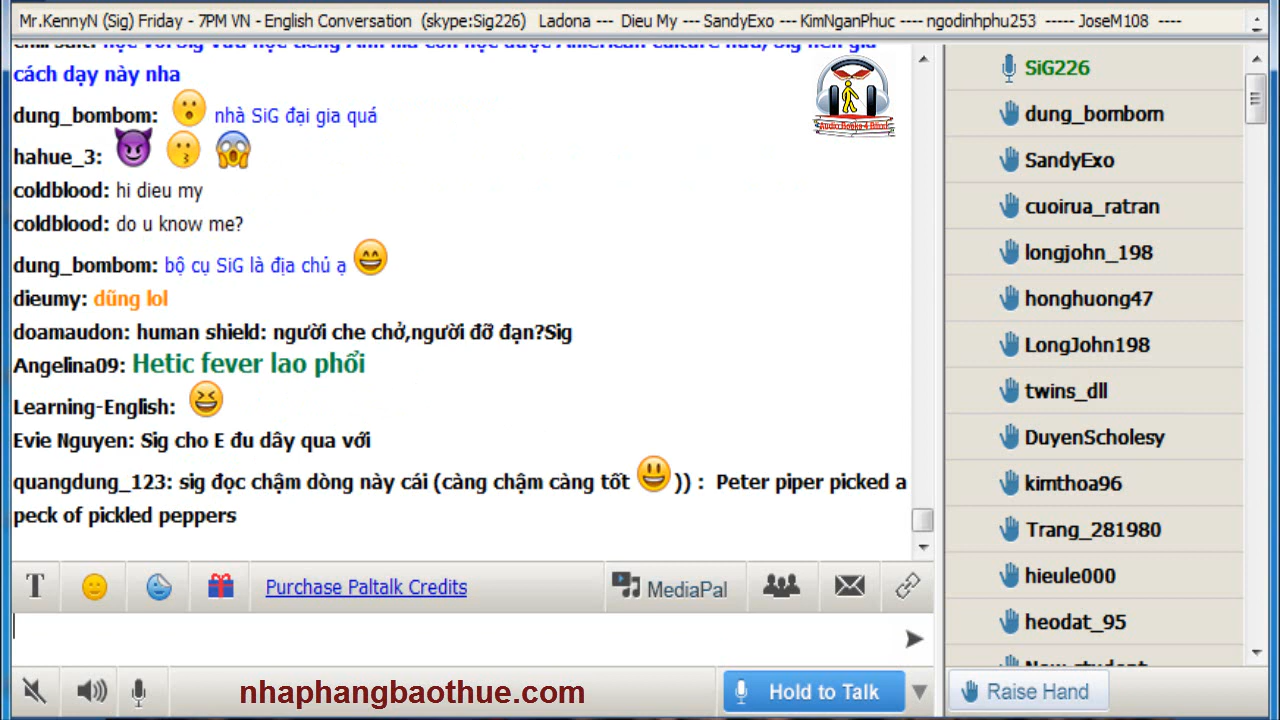 Mr.KennyN (Sig) Friday - 7PM VN - English Conversation (skype:Sig226) Ladona --- Dieu My --- SandyExo --- KimNganPhuc ---- ngodinhphu253 ----- JoseM108 ----
cách dạy này nha
dung_bombom: nhà SiG đại gia quá
hahue_3:
coldblood: hi dieu my
coldblood: do u know me?
dung_bombom: bộ cụ SiG là địa chủ ạ
dieumy: dũng lol
doamaudon: human shield: người che chở,người đỡ đạn?Sig
Angelina09: Hetic fever lao phổi
Learning-English:
Evie Nguyen: Sig cho E đu dây qua với
quangdung_123: sig đọc chậm dòng này cái (càng chậm càng tốt )) : Peter piper picked a
peck of pickled peppers
T
Purchase Paltalk Credits
MediaPal
nhaphangbaothue.com
Hold to Talk
SiG226
dung_bombom
SandyExo
cuoirua_ratran
longjohn_198
honghuong47
LongJohn198
twins_dll
DuyenScholesy
kimthoa96
Trang_281980
hieule000
heodat_95
Raise Hand